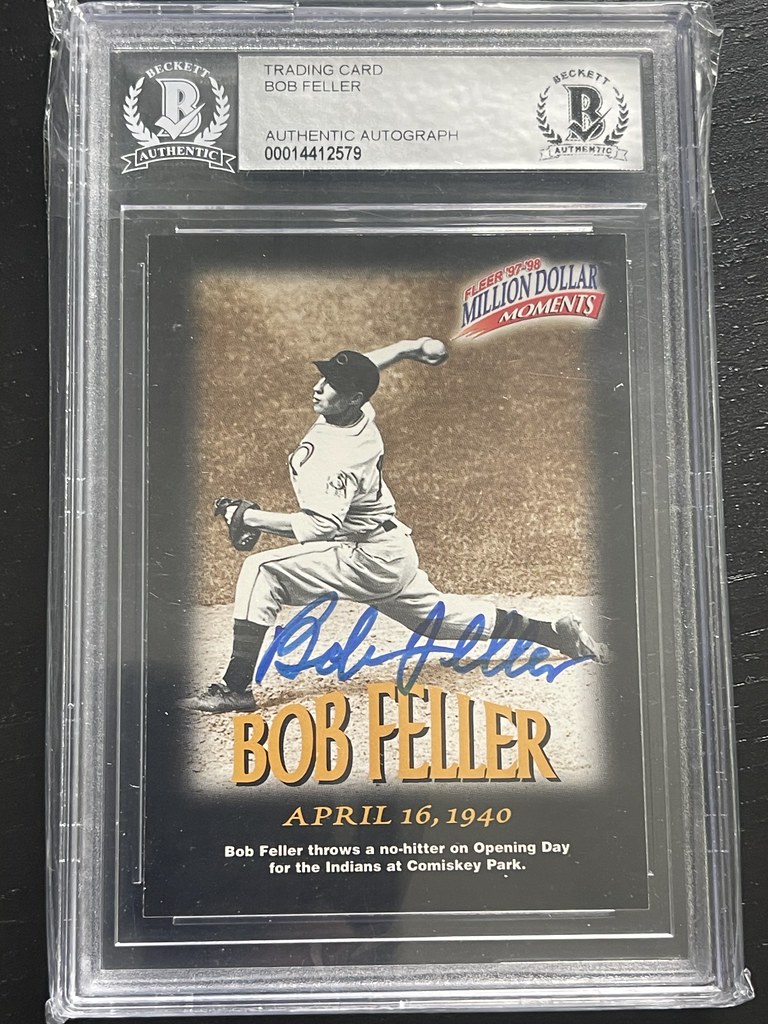 BECKETT
B
AUTHENTIC
TRADING CARD
BOB FELLER
AUTHENTIC AUTOGRAPH
00014412579
BECKETT
B
AUTHENTIC
FLEER '97-'98
MILLION DOLLAR
MOMENTS
Bob Feller
BOB FELLER
APRIL 16, 1940
Bob Feller throws a no-hitter on Opening Day
for the Indians at Comiskey Park.